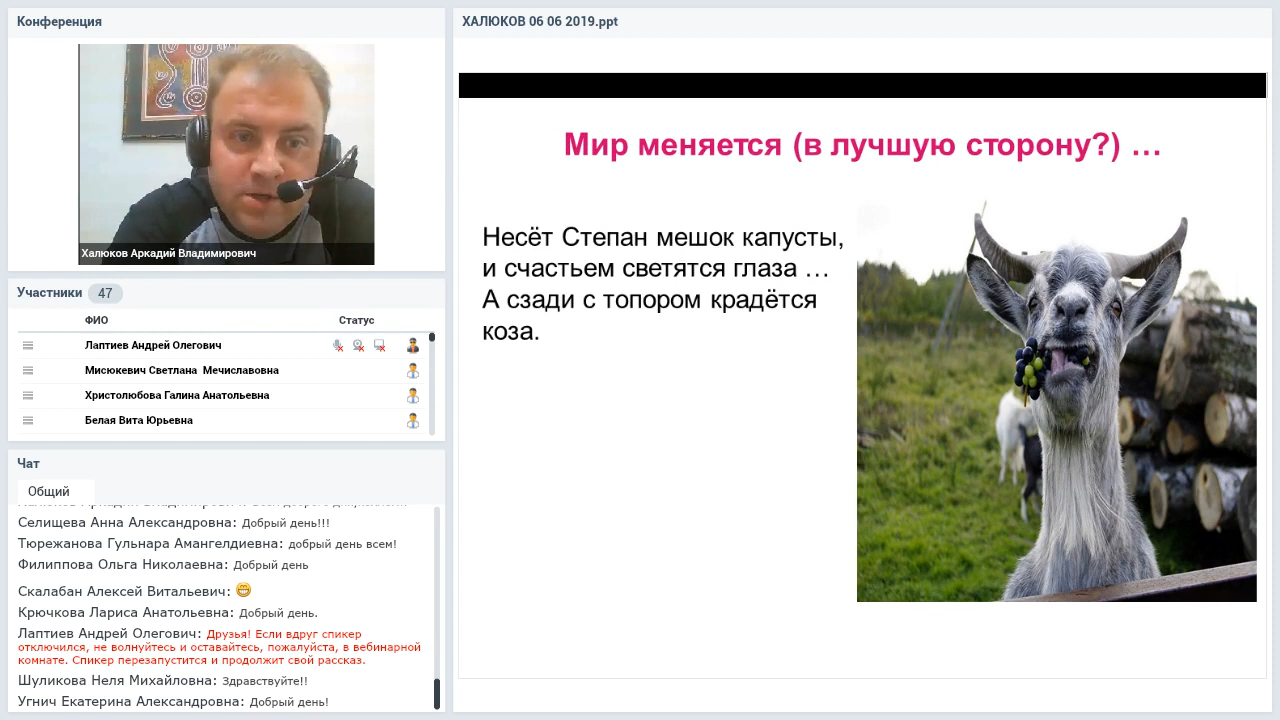 Конференция
Халюков Аркадий Владимирович
Участники 47
ФИО Статус
Лаптиев Андрей Олегович
Мисюкевич Светлана Мечиславовна
Христолюбова Галина Анатольевна
Белая Вита Юрьевна
Чат
Общий
Селищева Анна Александровна: Добрый день!!!
Тюрежанова Гульнара Амангелдиевна: добрый день всем!
Филиппова Ольга Николаевна: Добрый день
Скалабан Алексей Витальевич:
Крючкова Лариса Анатольевна: Добрый день.
Лаптиев Андрей Олегович: Друзья! Если вдруг спикер
отключился, не волнуйтесь и оставайтесь, пожалуйста, в вебинарной
комнате. Спикер перезапустится и продолжит свой рассказ.
Шуликова Неля Михайловна: Здравствуйте!!
Угнич Екатерина Александровна: Добрый день!
ХАЛЮКОВ 06 06 2019.ppt
Мир меняется (в лучшую сторону?) …
Несёт Степан мешок капусты,
и счастьем светятся глаза …
А сзади с топором крадётся
коза.